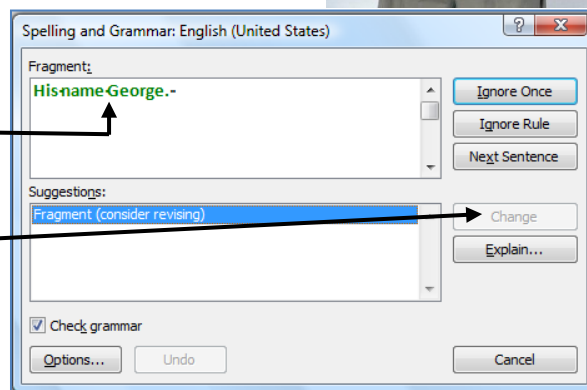 Spelling and Grammar: English (United States)
Fragment:
His·name·George.·
Ignore Once
Ignore Rule
Next Sentence
Suggestions:
Fragment (consider revising)
Change
Explain...
Check grammar
Options...
Undo
Cancel